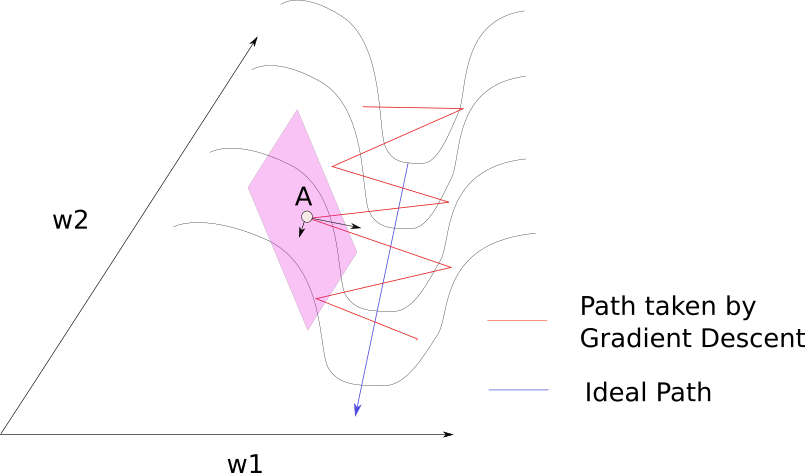 A
w2
Path taken by
Gradient Descent
Ideal Path
w1